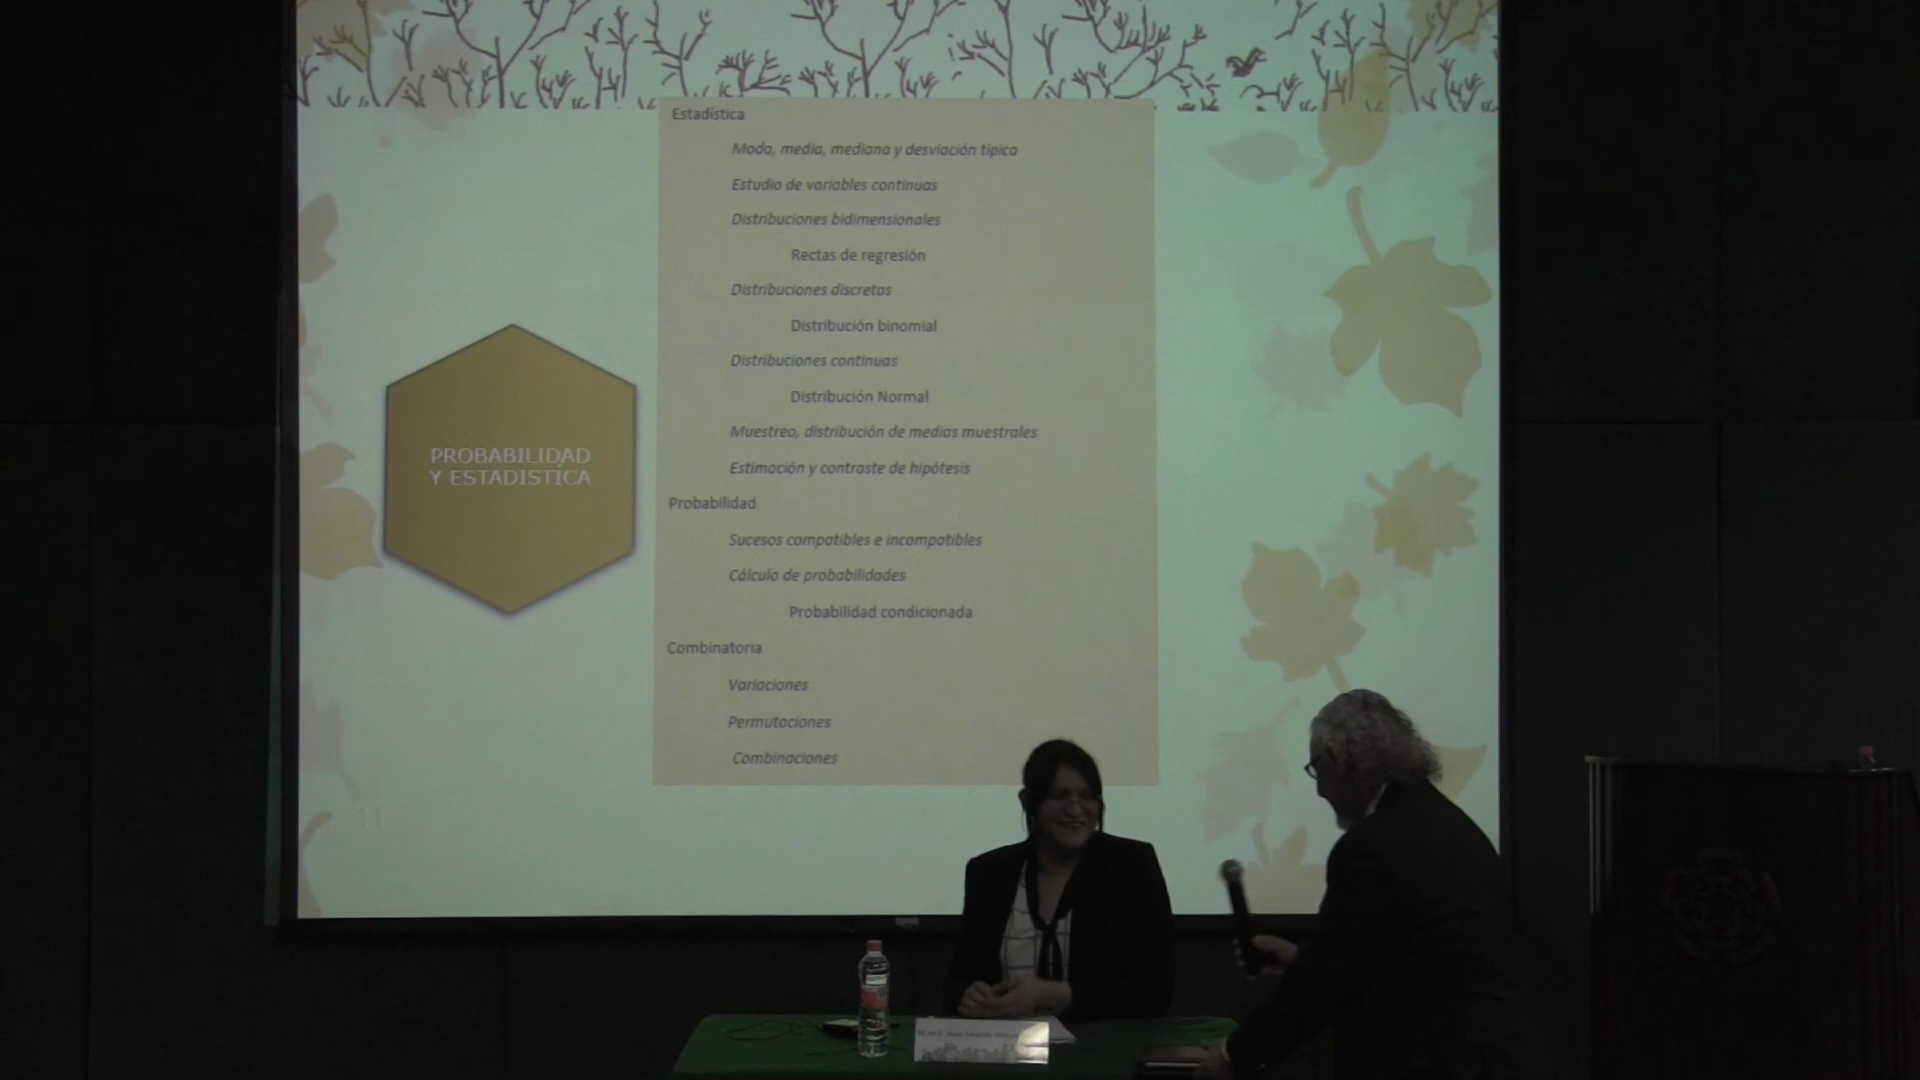 PROBABILIDAD
Y ESTADISTÍCA
Estadística
Moda, media, mediana y desviación típica
Estudio de variables continuas
Distribuciones bidimensionales
Rectas de regresión
Distribuciones discretas
Distribución binomial
Distribuciones continuas
Distribución Normal
Muestreo, distribución de medias muestrales
Estimación y contraste de hipótesis
Probabilidad
Sucesos compatibles e incompatibles
Cálculo de probabilidades
Probabilidad condicionada
Combinatoria
Variaciones
Permutaciones
Combinaciones
11